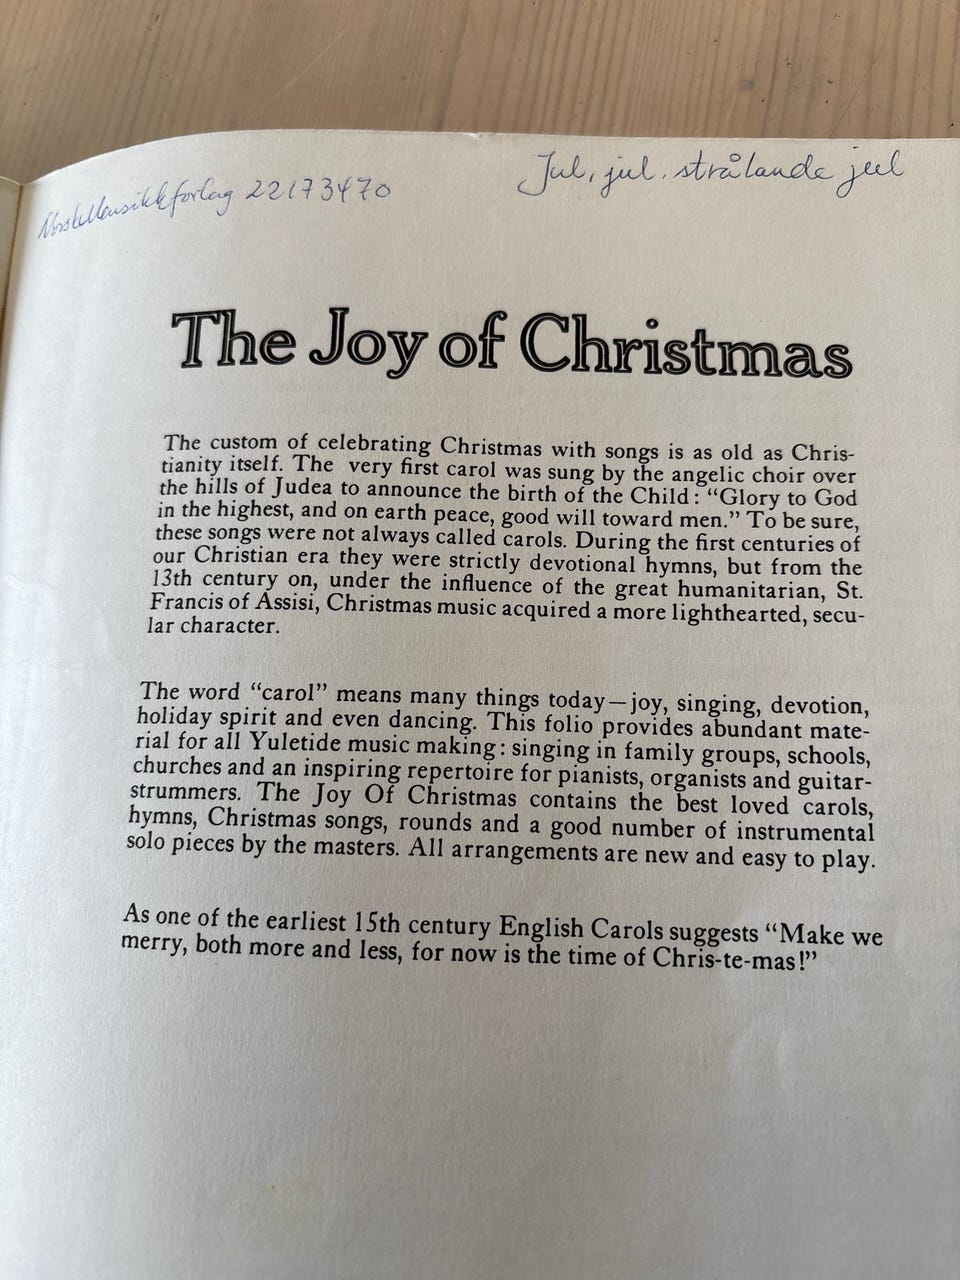 Norsk Musikkforlag 22173470
Jul, jul, strålande jul
The Joy of Christmas
The custom of celebrating Christmas with songs is as old as Chris-
tianity itself. The very first carol was sung by the angelic choir over
the hills of Judea to announce the birth of the Child: “Glory to God
in the highest, and on earth peace, good will toward men.” To be sure,
these songs were not always called carols. During the first centuries of
our Christian era they were strictly devotional hymns, but from the
13th century on, under the influence of the great humanitarian, St.
Francis of Assisi, Christmas music acquired a more lighthearted, secu-
lar character.
The word “carol” means many things today—joy, singing, devotion,
holiday spirit and even dancing. This folio provides abundant mate-
rial for all Yuletide music making: singing in family groups, schools,
churches and an inspiring repertoire for pianists, organists and guitar-
strummers. The Joy Of Christmas contains the best loved carols,
hymns, Christmas songs, rounds and a good number of instrumental
solo pieces by the masters. All arrangements are new and easy to play.
As one of the earliest 15th century English Carols suggests “Make we
merry, both more and less, for now is the time of Chris-te-mas!”